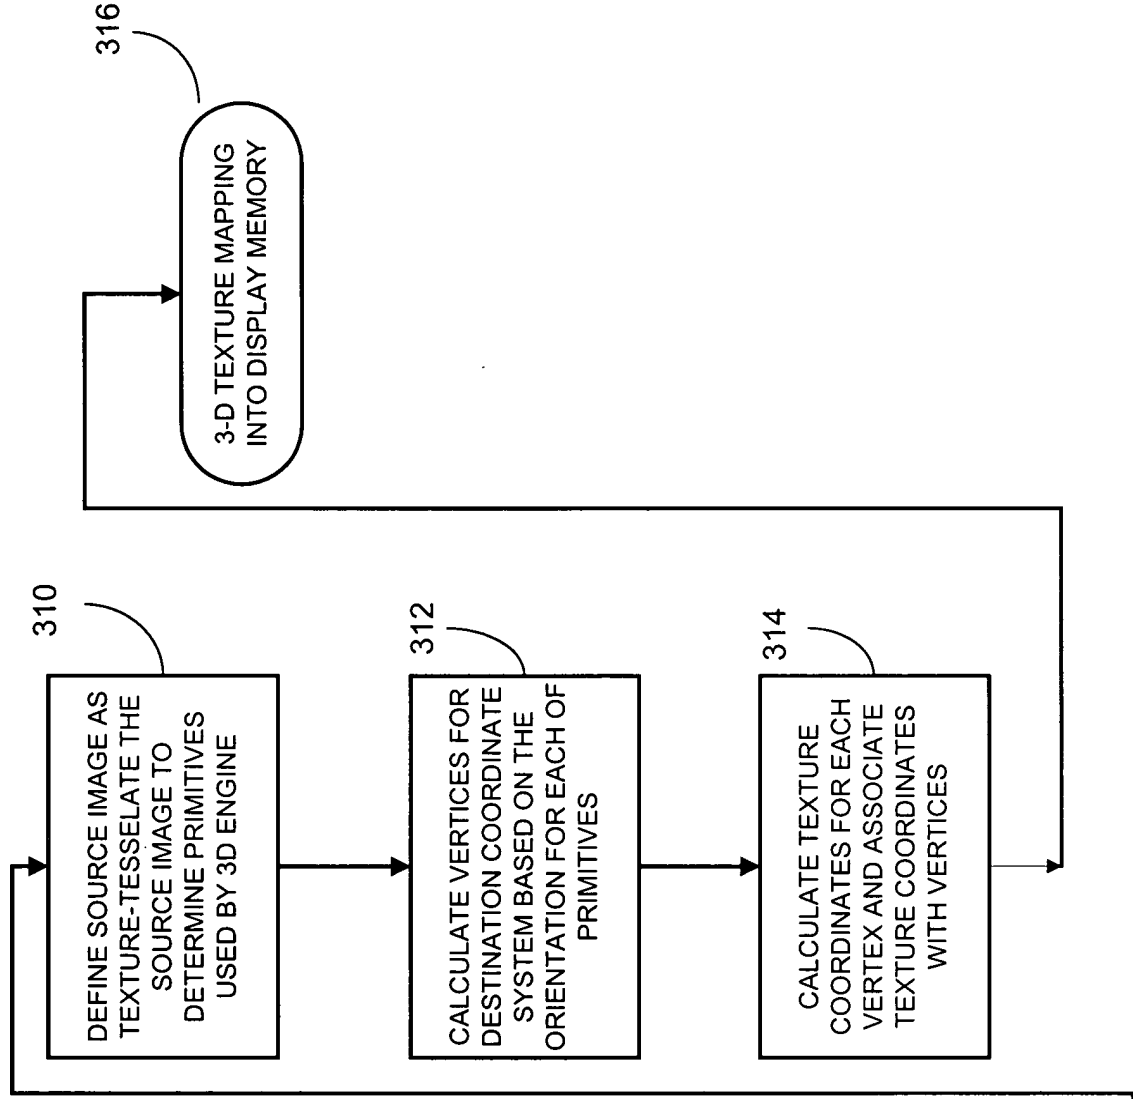 310
DEFINE SOURCE IMAGE AS
TEXTURE-TESSELATE THE
SOURCE IMAGE TO
DETERMINE PRIMITIVES
USED BY 3D ENGINE
312
CALCULATE VERTICES FOR
DESTINATION COORDINATE
SYSTEM BASED ON THE
ORIENTATION FOR EACH OF
PRIMITIVES
314
CALCULATE TEXTURE
COORDINATES FOR EACH
VERTEX AND ASSOCIATE
TEXTURE COORDINATES
WITH VERTICES
316
3-D TEXTURE MAPPING
INTO DISPLAY MEMORY